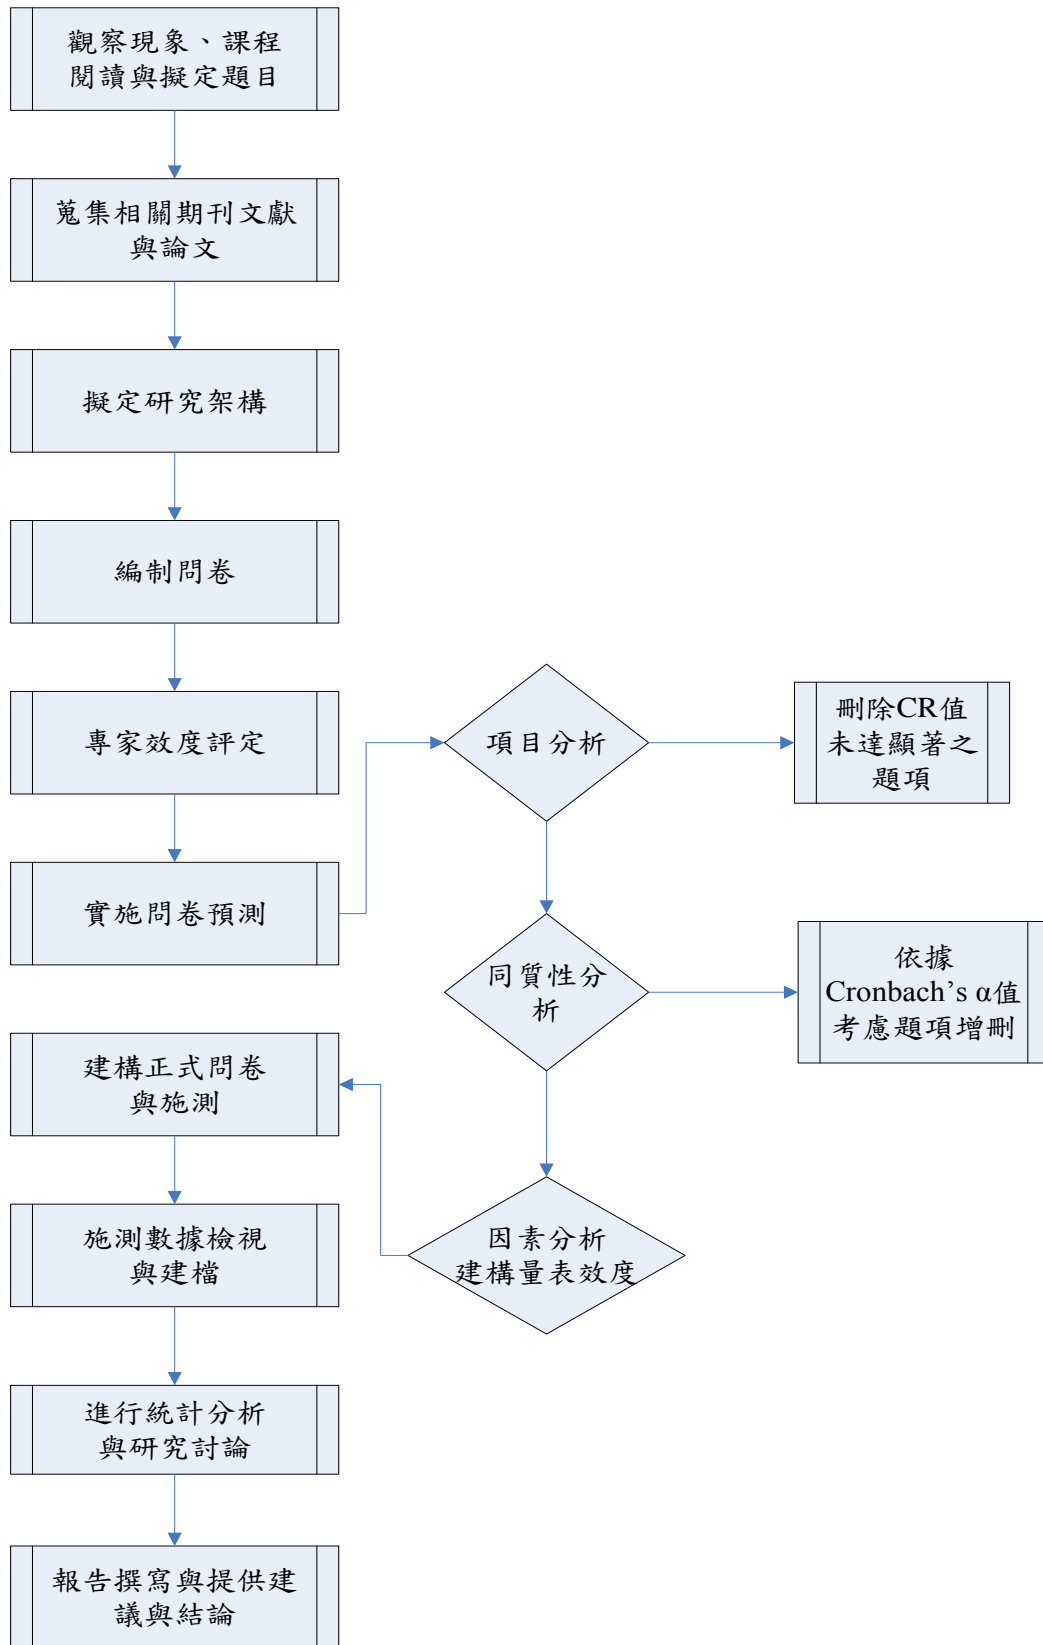 觀察現象、課程
閱讀與擬定題目
蒐集相關期刊文獻
與論文
擬定研究架構
編制問卷
專家效度評定
實施問卷預測
項目分析
刪除CR值
未達顯著之
題項
同質性分
析
依據
Cronbach’s α值
考慮題項增刪
因素分析
建構量表效度
建構正式問卷
與施測
施測數據檢視
與建檔
進行統計分析
與研究討論
報告撰寫與提供建
議與結論